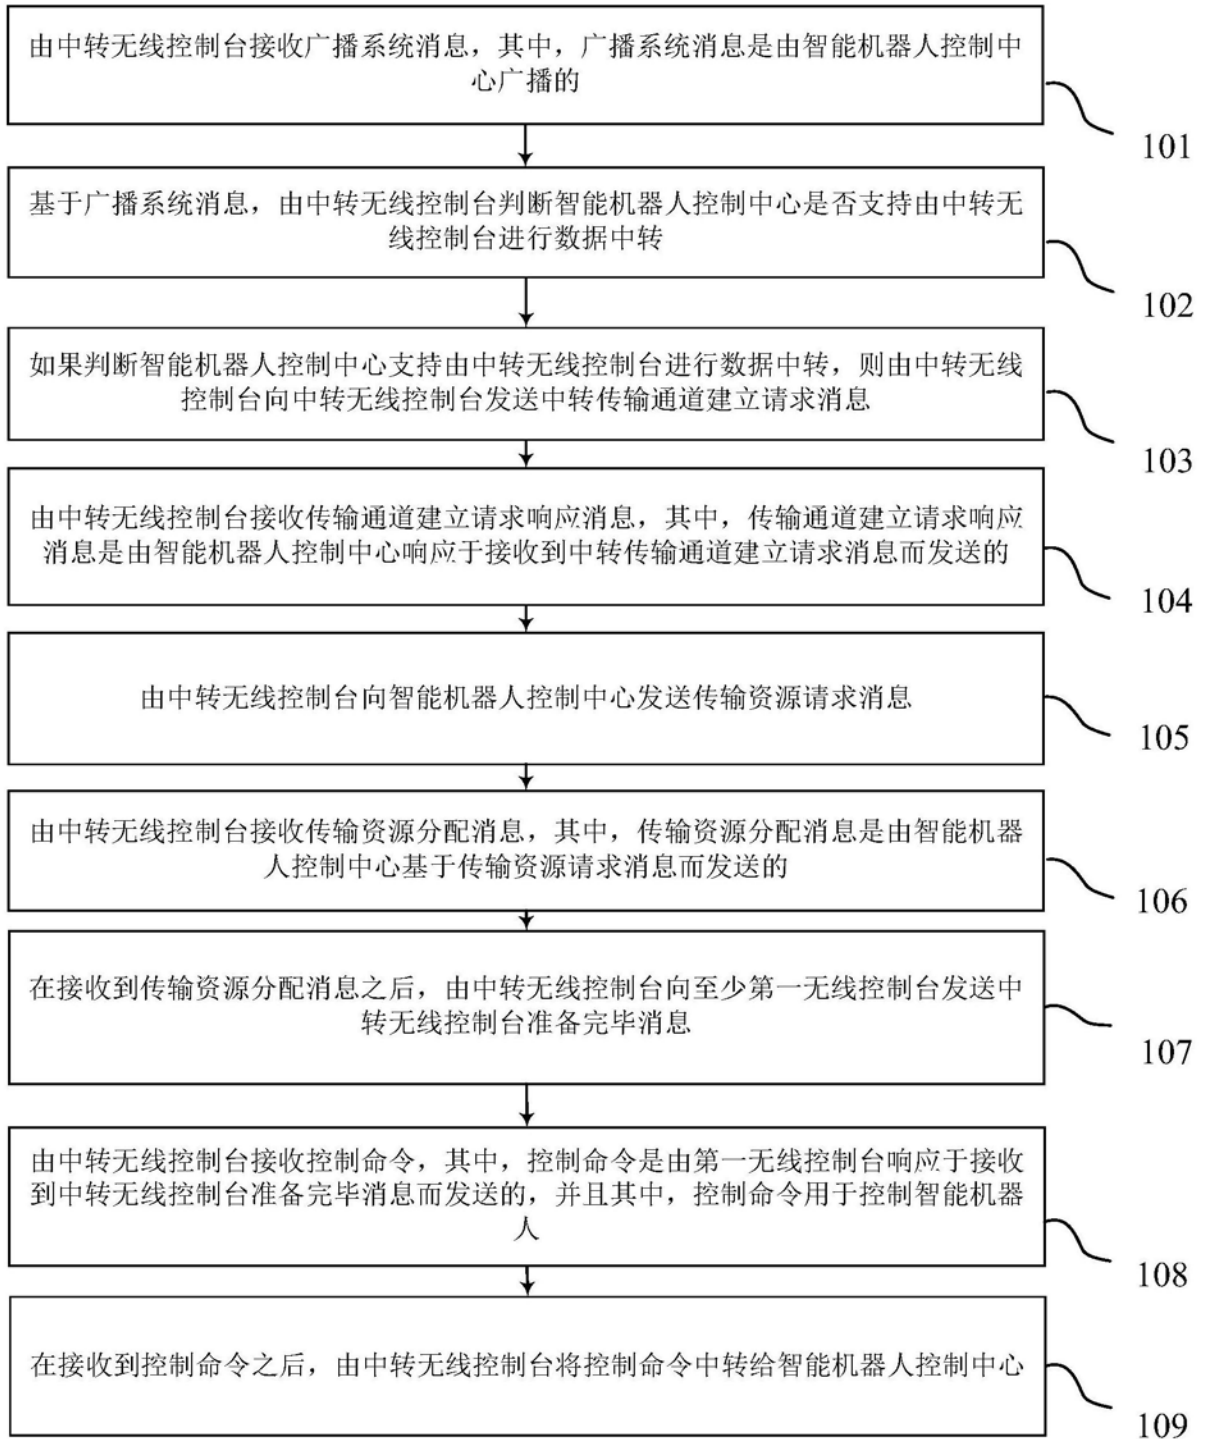 由中转无线控制台接收广播系统消息，其中，广播系统消息是由智能机器人控制中
心广播的
101
基于广播系统消息，由中转无线控制台判断智能机器人控制中心是否支持由中转无
线控制台进行数据中转
102
如果判断智能机器人控制中心支持由中转无线控制台进行数据中转，则由中转无线
控制台向中转无线控制台发送中转传输通道建立请求消息
103
由中转无线控制台接收传输通道建立请求响应消息，其中，传输通道建立请求响应
消息是由智能机器人控制中心响应于接收到中转传输通道建立请求消息而发送的
104
由中转无线控制台向智能机器人控制中心发送传输资源请求消息
105
由中转无线控制台接收传输资源分配消息，其中，传输资源分配消息是由智能机器
人控制中心基于传输资源请求消息而发送的
106
在接收到传输资源分配消息之后，由中转无线控制台向至少第一无线控制台发送中
转无线控制台准备完毕消息
107
由中转无线控制台接收控制命令，其中，控制命令是由第一无线控制台响应于接收
到中转无线控制台准备完毕消息而发送的，并且其中，控制命令用于控制智能机器
人
108
在接收到控制命令之后，由中转无线控制台将控制命令中转给智能机器人控制中心
109